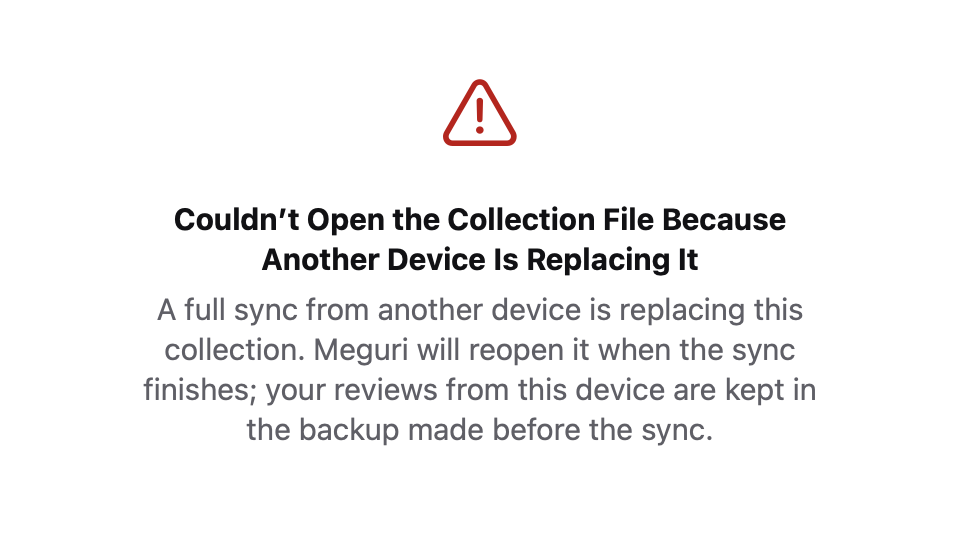 Couldn’t Open the Collection File Because
Another Device Is Replacing It
A full sync from another device is replacing this
collection. Meguri will reopen it when the sync
finishes; your reviews from this device are kept in
the backup made before the sync.